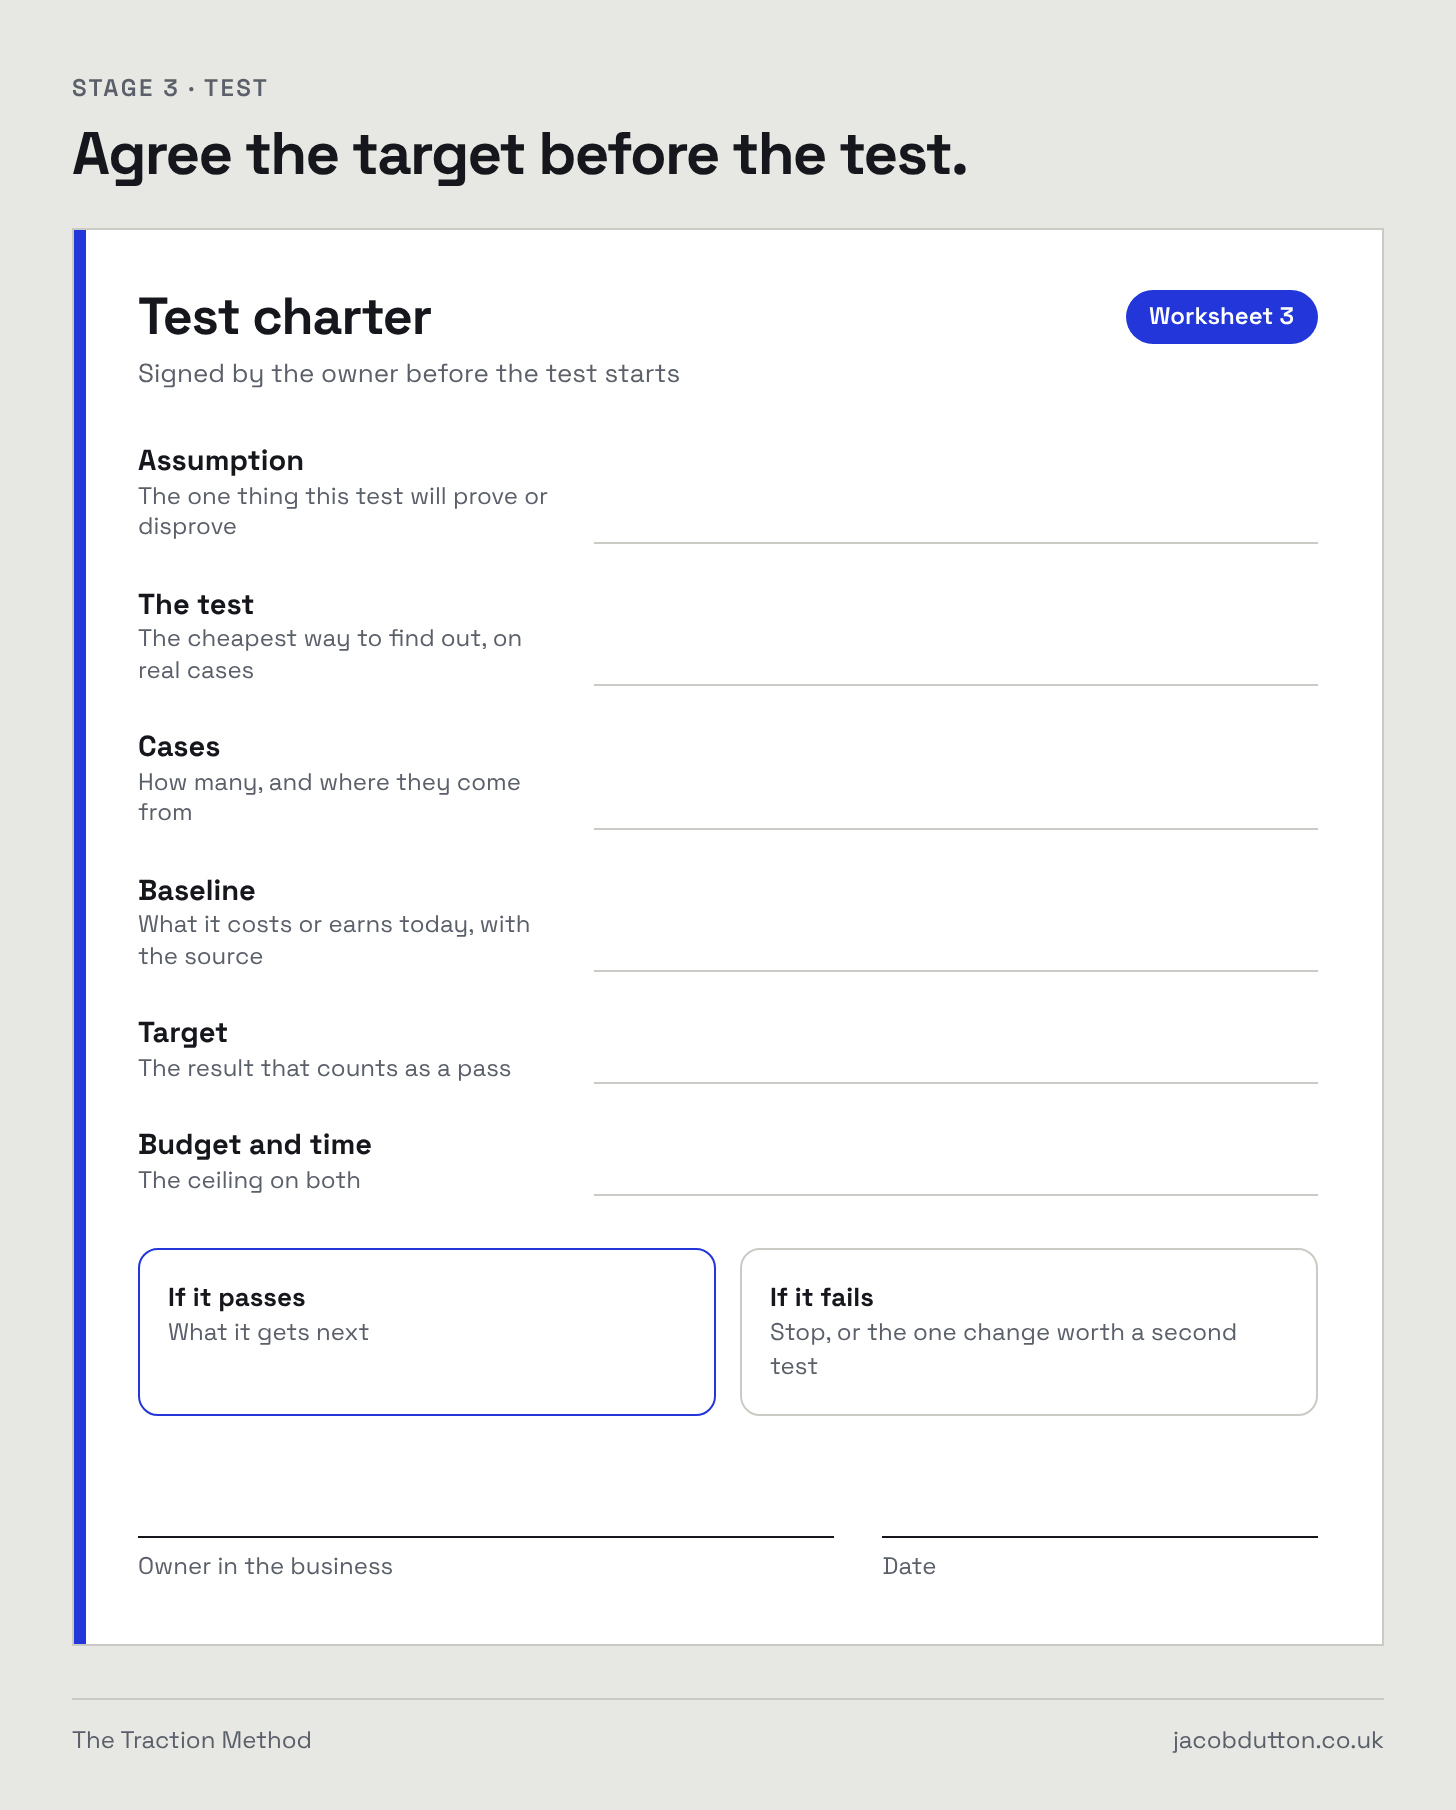 STAGE 3 · TEST
Agree the target before the test.
Test charter
Worksheet 3
Signed by the owner before the test starts
Assumption
The one thing this test will prove or
disprove
The test
The cheapest way to find out, on
real cases
Cases
How many, and where they come
from
Baseline
What it costs or earns today, with
the source
Target
The result that counts as a pass
Budget and time
The ceiling on both
If it passes
What it gets next
If it fails
Stop, or the one change worth a second
test
Owner in the business
Date
The Traction Method
jacobdutton.co.uk